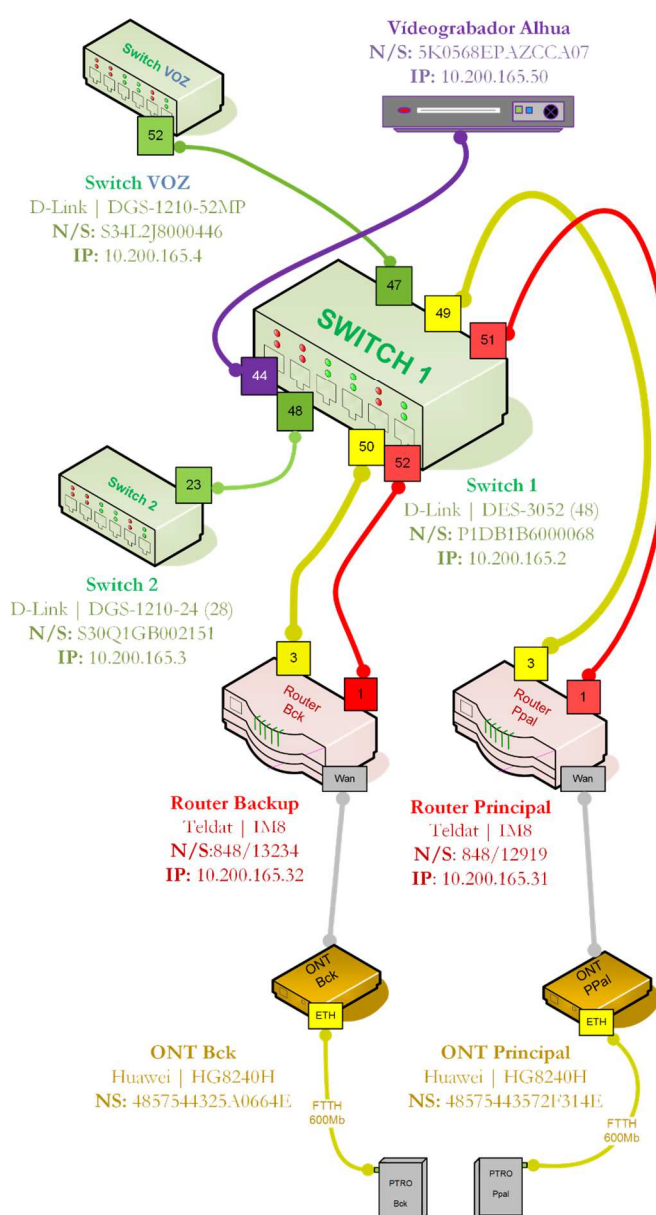 Vídeograbador Alhua
N/S: 5K0568EPAZCCA07
IP: 10.200.165.50
Switch VOZ
52
Switch VOZ
D-Link | DGS-1210-52MP
N/S: S34L2J8000446
IP: 10.200.165.4
47
49
51
SWITCH 1
44
48
50
52
Switch 1
D-Link | DES-3052 (48)
N/S: P1DB1B6000068
IP: 10.200.165.2
23
Switch 2
Switch 2
D-Link | DGS-1210-24 (28)
N/S: S30Q1GB002151
IP: 10.200.165.3
3
1
Router
Bck
Wan
3
1
Router
Ppal
Wan
Router Backup
Teldat | 1M8
N/S:848/13234
IP: 10.200.165.32
Router Principal
Teldat | 1M8
N/S: 848/12919
IP: 10.200.165.31
ONT
Bck
ETH
ONT
PPal
ETH
ONT Bck
Huawei | HG8240H
NS: 4857544325A0664E
ONT Principal
Huawei | HG8240H
NS: 48575443572F314E
FTTH
600Mb
FTTH
600Mb
PTRO
Bck
PTRO
Ppal